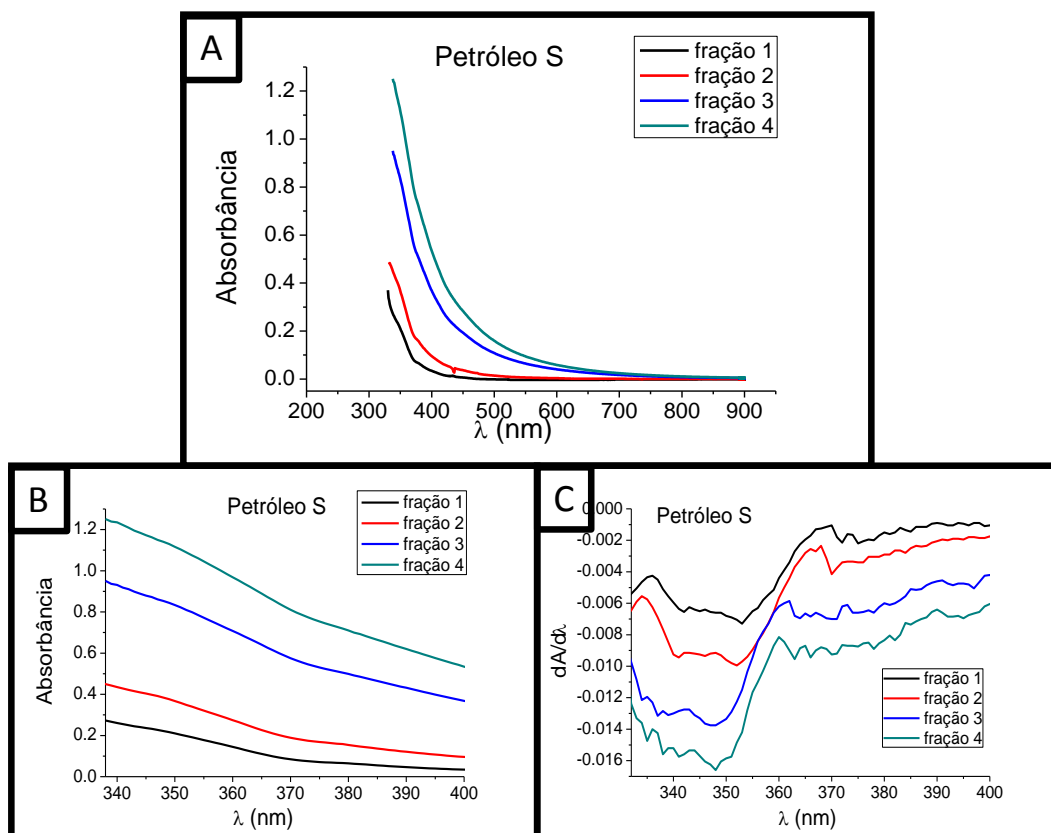 A
Petróleo S
fração 1
fração 2
fração 3
fração 4
Absorbância
1.2
1.0
0.8
0.6
0.4
0.2
0.0
200 300 400 500 600 700 800 900
λ (nm)
B
Petróleo S
fração 1
fração 2
fração 3
fração 4
Absorbância
1.2
1.0
0.8
0.6
0.4
0.2
0.0
340 350 360 370 380 390 400
λ (nm)
C
Petróleo S
dA/dλ
0.000
-0.002
-0.004
-0.006
-0.008
-0.010
-0.012
-0.014
-0.016
fração 1
fração 2
fração 3
fração 4
340 360 380 400
λ (nm)